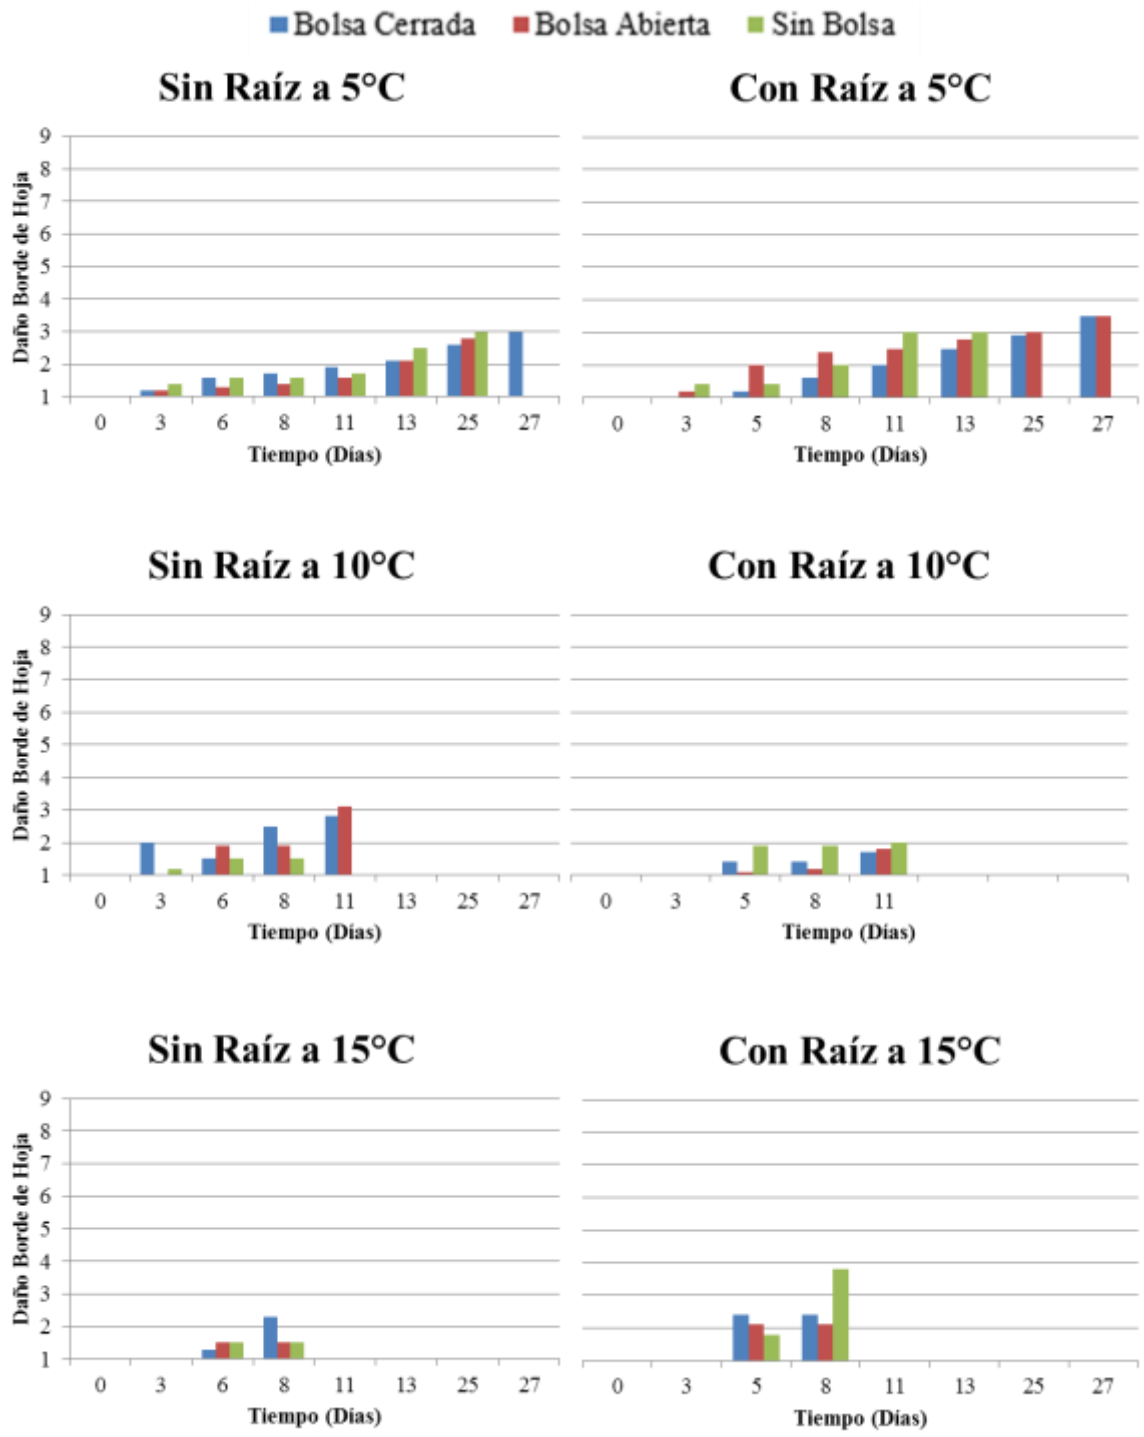 Bolsa Cerrada Bolsa Abierta Sin Bolsa
Sin Raíz a 5°C
Daño Borde de Hoja
9
8
7
6
5
4
3
2
1
0 3 6 8 11 13 25 27
Tiempo (Días)
Con Raíz a 5°C
0 3 5 8 11 13 25 27
Tiempo (Días)
Sin Raíz a 10°C
Daño Borde de Hoja
9
8
7
6
5
4
3
2
1
0 3 6 8 11 13 25 27
Tiempo (Días)
Con Raíz a 10°C
0 3 5 8 11
Tiempo (Días)
Sin Raíz a 15°C
Daño Borde de Hoja
9
8
7
6
5
4
3
2
1
0 3 6 8 11 13 25 27
Tiempo (Días)
Con Raíz a 15°C
0 3 5 8 11 13 25 27
Tiempo (Días)